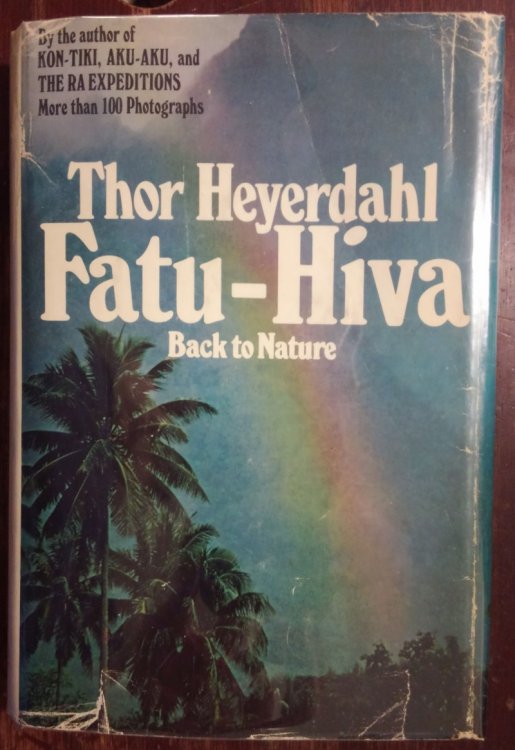 By the author of
KON-TIKI, AKU-AKU, and
THE RA EXPEDITIONS
More than 100 Photographs
Thor Heyerdahl
Fatu-Hiva
Back to Nature